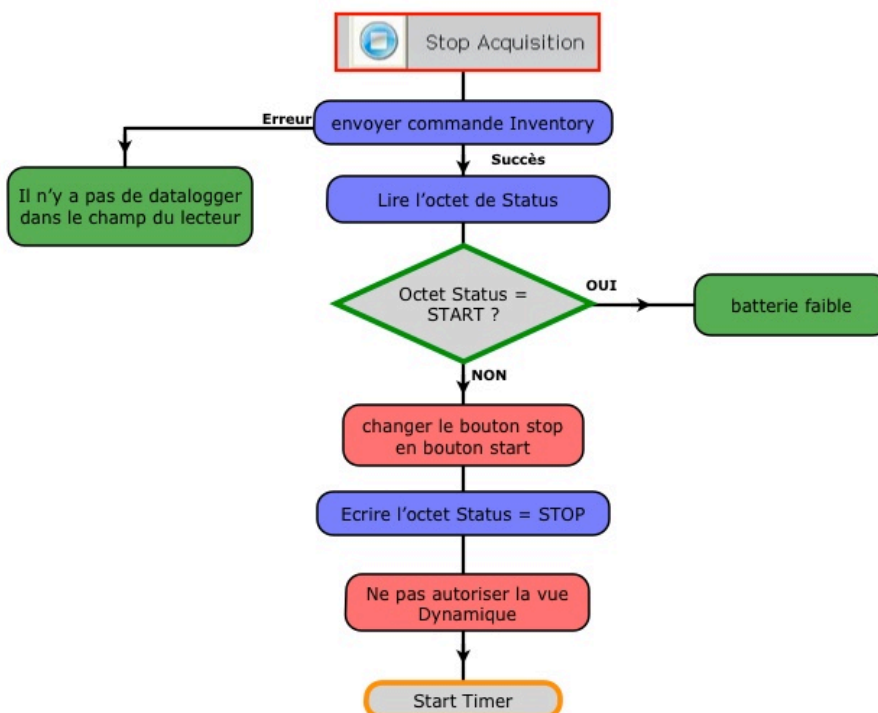 Stop Acquisition
Erreur
envoyer commande Inventory
Succès
Il n'y a pas de datalogger
dans le champ du lecteur
Lire l'octet de Status
Octet Status =
START ?
OUI
batterie faible
NON
changer le bouton stop
en bouton start
Ecrire l'octet Status = STOP
Ne pas autoriser la vue
Dynamique
Start Timer